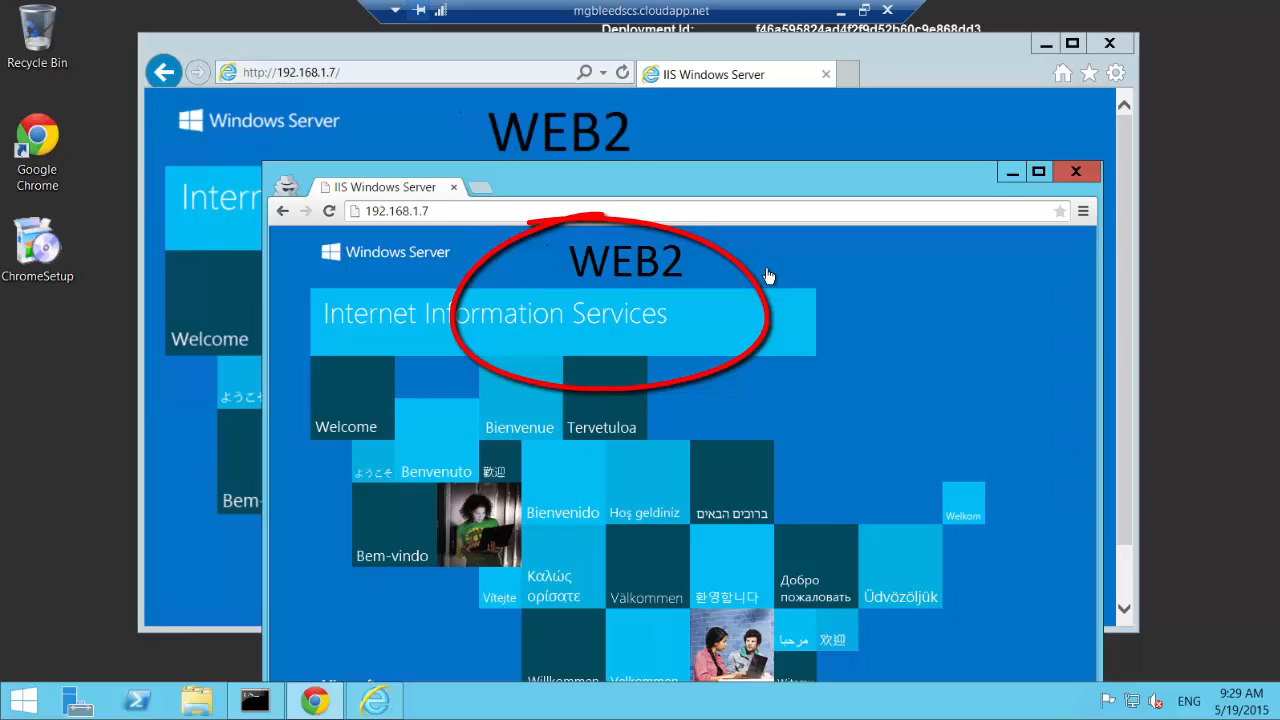 mgbleedscs.cloudapp.net
Deployment Id: f46a595824ad4f2f9d52b60c9e868dd3
Recycle Bin
http://192.168.1.7/
IIS Windows Server
Windows Server
WEB2
Google
Chrome
ChromeSetup
Inter
Welcome
ようこそ
Bem-
IIS Windows Server
192.168.1.7
Windows Server
WEB2
Internet Information Services
Welcome
Bienvenue
Tervetuloa
ようこそ
Benvenuto
歡迎
Bienvenido
Hoş geldiniz
ברוכים הבאים
Welkom
Bem-vindo
Vítejte
Καλώς
ορίσατε
Välkommen
환영합니다
Добро
пожаловать
Üdvözöljük
مرحبا
欢迎
Willkommen
Velkommen
ENG
9:29 AM
5/19/2015